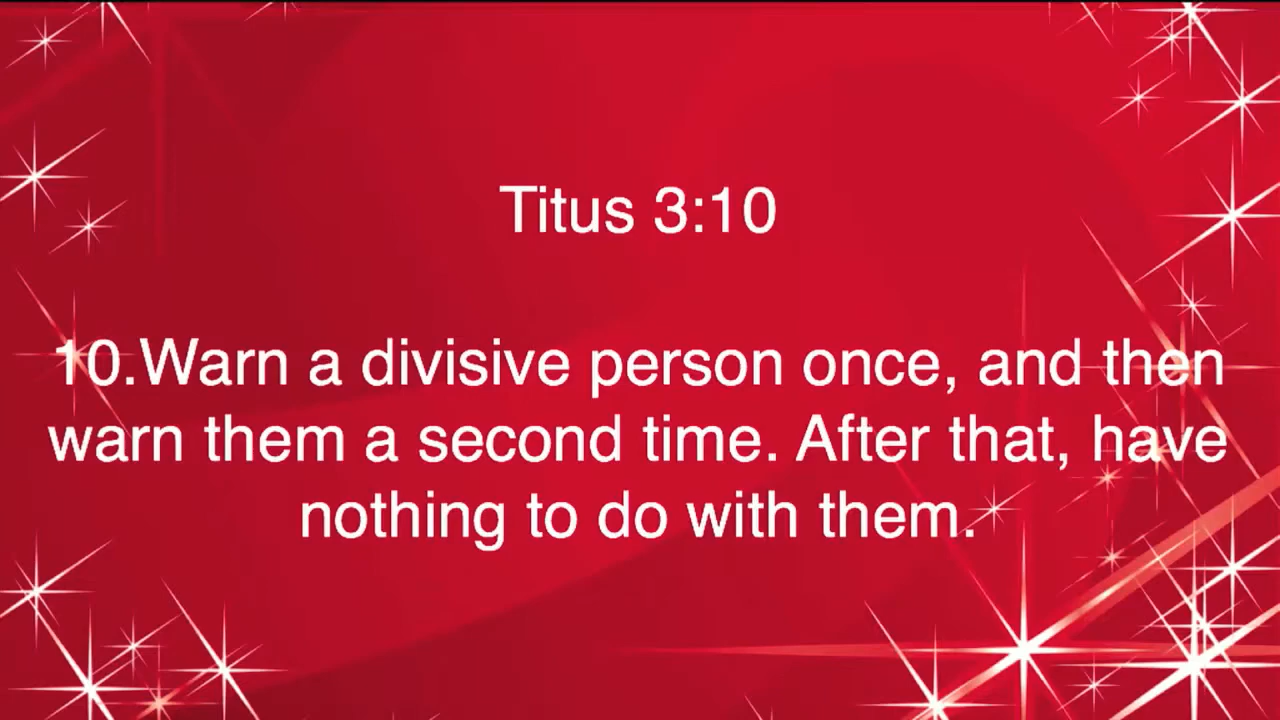 Titus 3:10
10.Warn a divisive person once, and then
warn them a second time. After that, have
nothing to do with them.